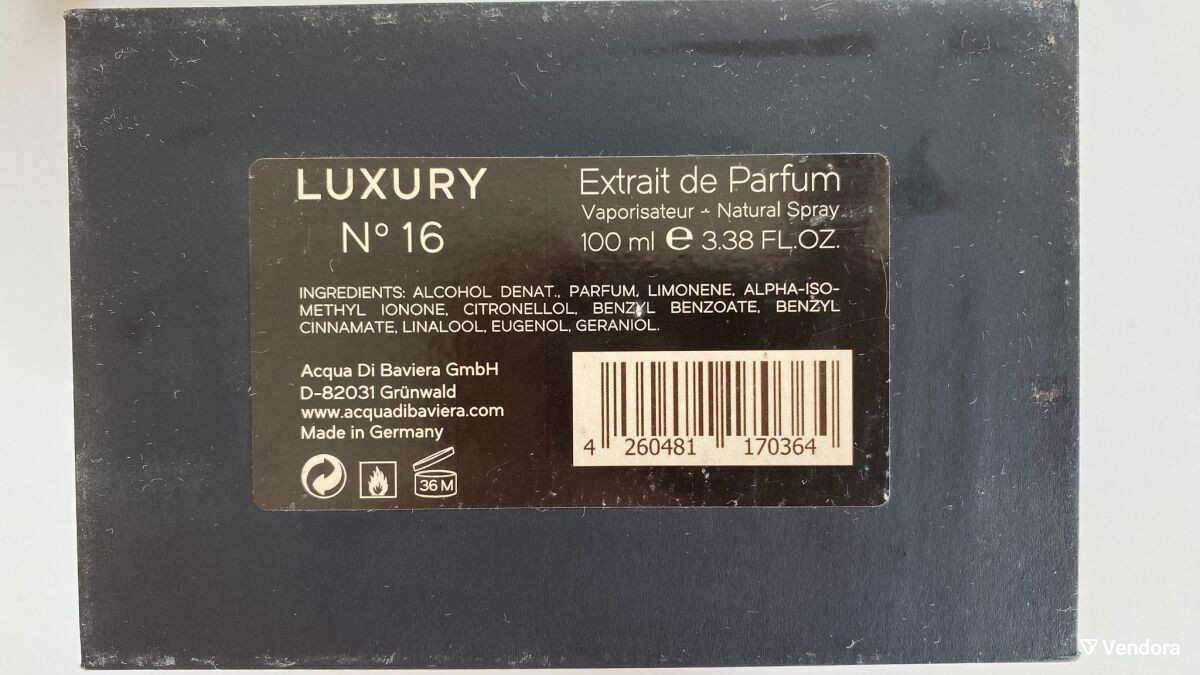 LUXURY
N° 16
Extrait de Parfum
Vaporisateur - Natural Spray
100 ml ℮ 3.38 FL.OZ.
INGREDIENTS: ALCOHOL DENAT., PARFUM, LIMONENE, ALPHA-ISO-
METHYL IONONE, CITRONELLOL, BENZYL BENZOATE, BENZYL
CINNAMATE, LINALOOL, EUGENOL, GERANIOL.
Acqua Di Baviera GmbH
D-82031 Grünwald
www.acquadibaviera.com
Made in Germany
36 M
4 260481 170364
Vendora